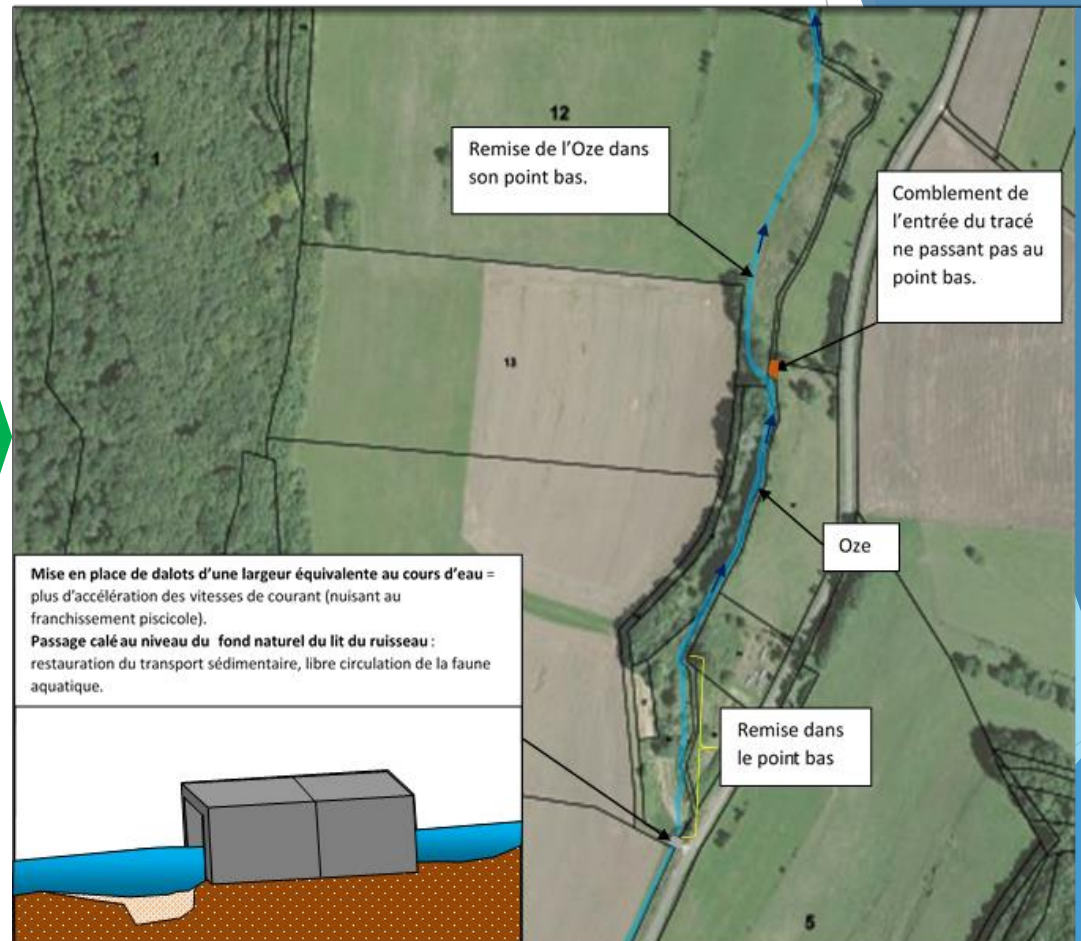 12
Remise de l’Oze dans
son point bas.
1
Comblement de
l’entrée du tracé
ne passant pas au
point bas.
13
Oze
Mise en place de dalots d’une largeur équivalente au cours d’eau =
plus d’accélération des vitesses de courant (nuisant au
franchissement piscicole).
Passage calé au niveau du fond naturel du lit du ruisseau :
restauration du transport sédimentaire, libre circulation de la faune
aquatique.
Remise dans
le point bas
5